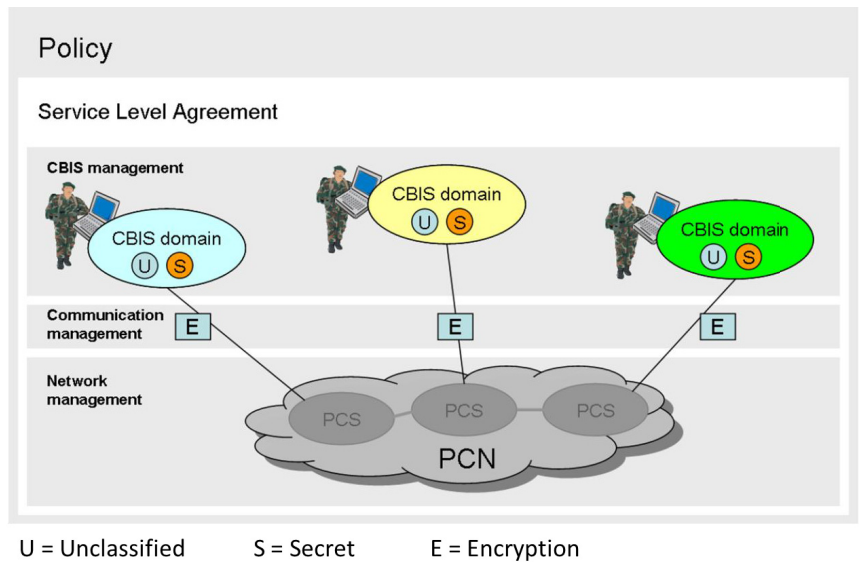 Policy
Service Level Agreement
CBIS management
CBIS domain
U S
CBIS domain
U S
CBIS domain
U S
Communication
management
E
E
E
Network
management
PCS
PCS
PCS
PCN
U = Unclassified S = Secret E = Encryption